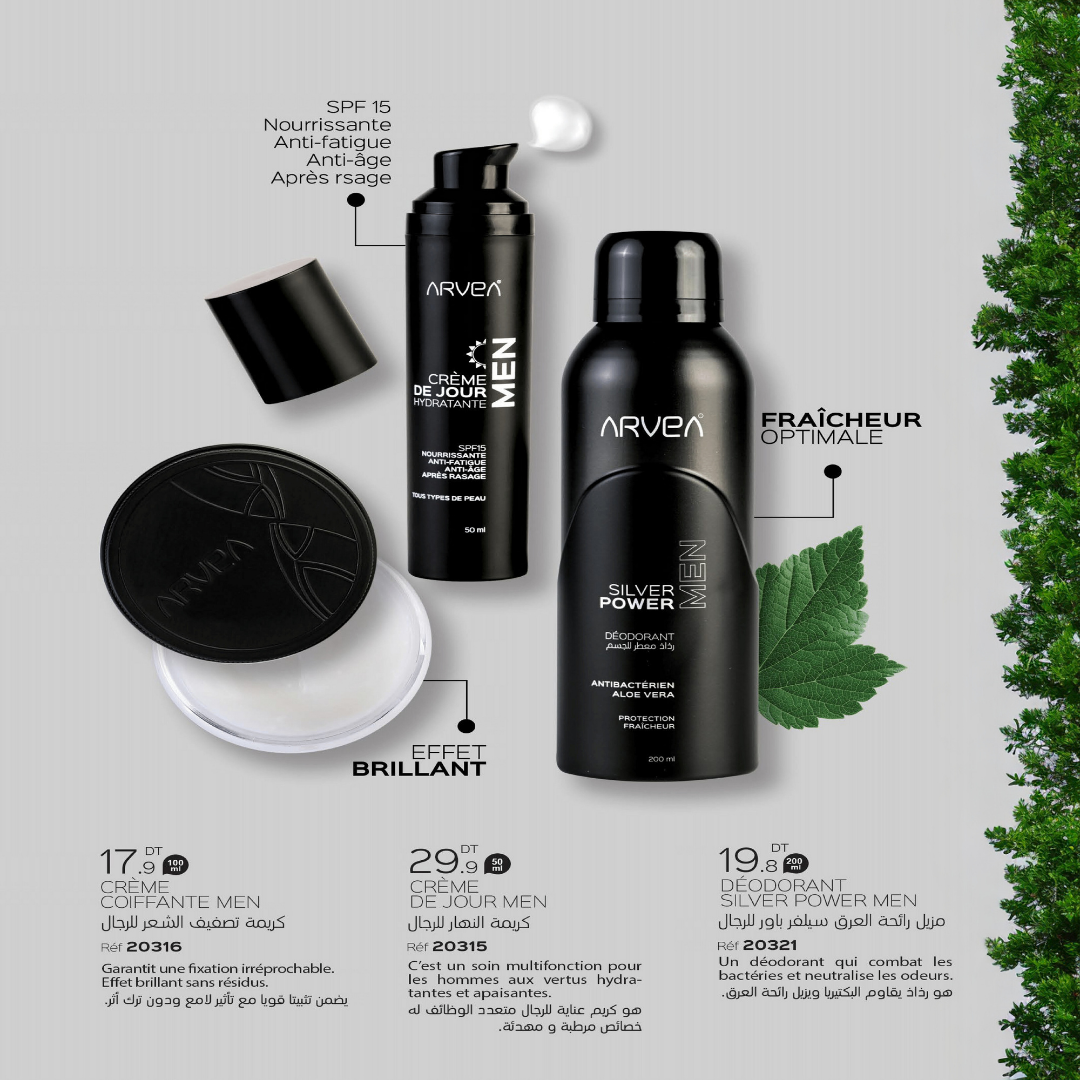 SPF 15
Nourrissante
Anti-fatigue
Anti-âge
Après rsage
ARVEA
CRÈME
DE JOUR
HYDRATANTE
MEN
SPF15
NOURRISSANTE
ANTI-FATIGUE
ANTI-ÂGE
APRÈS RASAGE
TOUS TYPES DE PEAU
50 ml
ARVEA
FRAÎCHEUR
OPTIMALE
SILVER
POWER
MEN
DÉODORANT
رذاذ معطر للجسم
ANTIBACTÉRIEN
ALOE VERA
PROTECTION
FRAÎCHEUR
200 ml
ARVEA
EFFET
BRILLANT
17.9 DT 100 ml
CRÈME
COIFFANTE MEN
كريمة تصفيف الشعر للرجال
Réf 20316
Garantit une fixation irréprochable.
Effet brillant sans résidus.
يضمن تثبيتا قويا مع تأثير لامع ودون ترك أثر.
29.9 DT 50 ml
CRÈME
DE JOUR MEN
كريمة النهار للرجال
Réf 20315
C'est un soin multifonction pour
les hommes aux vertus hydra-
tantes et apaisantes.
هو كريم عناية للرجال متعدد الوظائف له
خصائص مرطبة و مهدئة.
19.8 DT 200 ml
DÉODORANT
SILVER POWER MEN
مزيل رائحة العرق سيلفر باور للرجال
Réf 20321
Un déodorant qui combat les
bactéries et neutralise les odeurs.
هو رذاذ يقاوم البكتيريا ويزيل رائحة العرق.